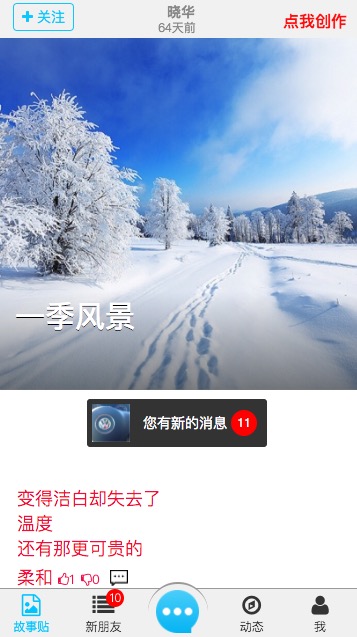 + 关注
晓华
64天前
点我创作
一季风景
您有新的消息 11
变得洁白却失去了
温度
还有那更可贵的
柔和 1 0
故事贴
10
新朋友
动态
我